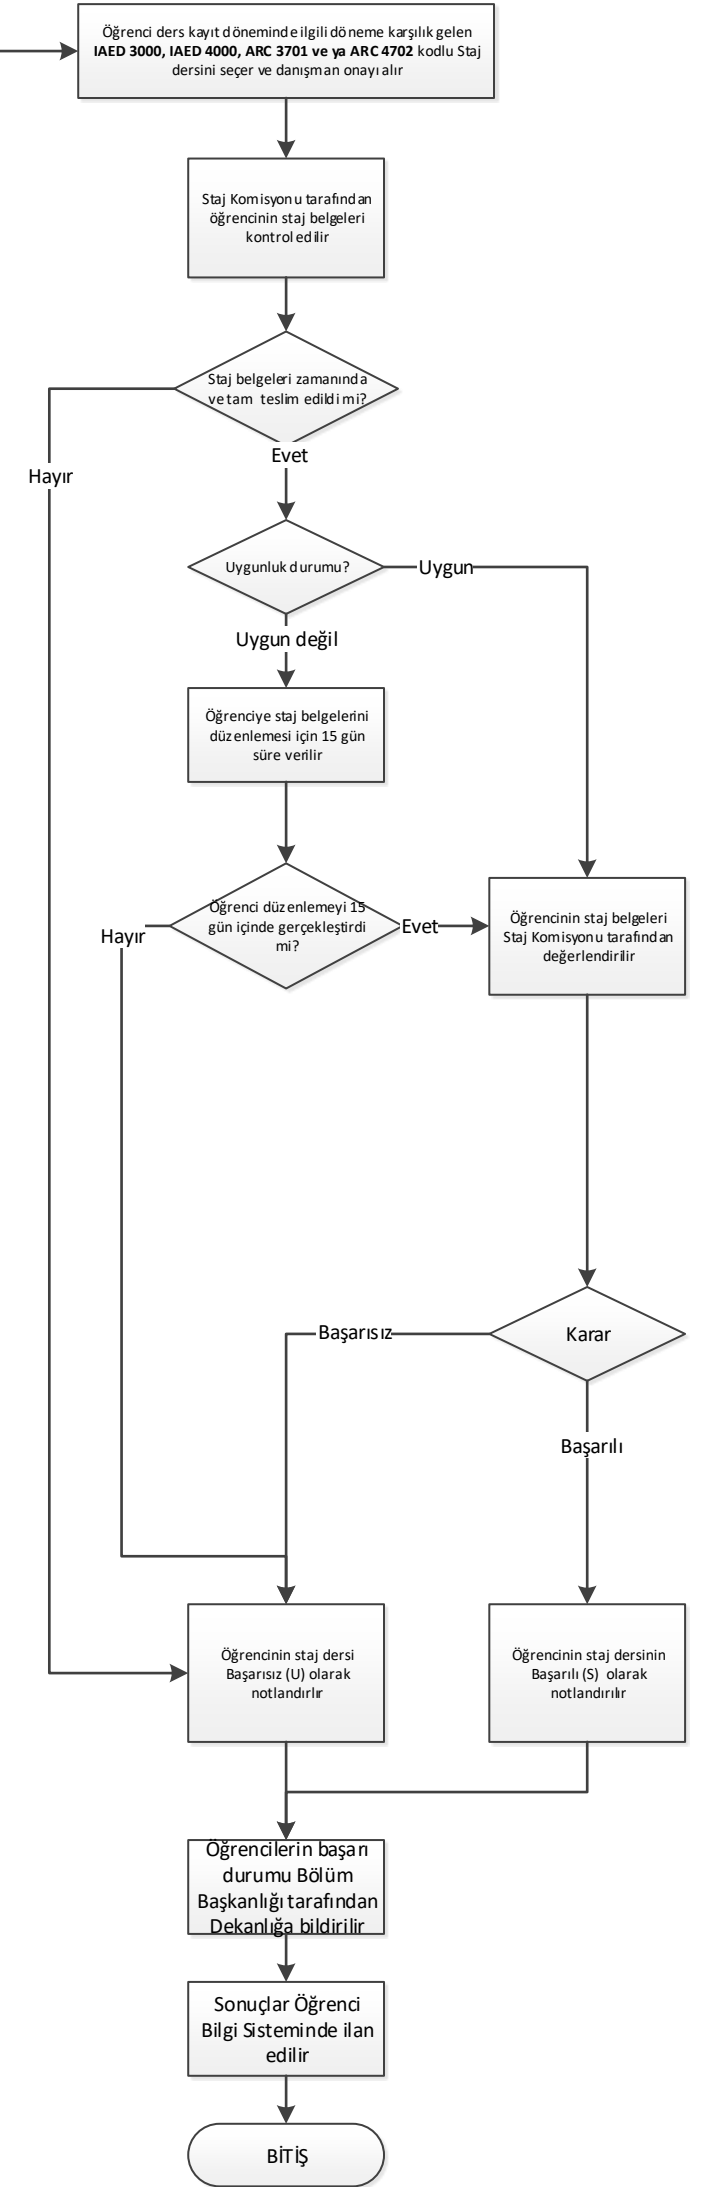 Öğrenci ders kayıt döneminde ilgili döneme karşılık gelen
IAED 3000, IAED 4000, ARC 3701 ve ya ARC 4702 kodlu Staj
dersini seçer ve danışman onayı alır
Staj Komisyonu tarafından
öğrencinin staj belgeleri
kontrol edilir
Staj belgeleri zamanında
ve tam teslim edildi mi?
Evet
Hayır
Uygunluk durumu?
Uygun
Uygun değil
Öğrenciye staj belgelerini
düzenlemesi için 15 gün
süre verilir
Öğrenci düzenlemeyi 15
gün içinde gerçekleştirdi
mi?
Hayır
Evet
Öğrencinin staj belgeleri
Staj Komisyonu tarafından
değerlendirilir
Karar
Başarısız
Başarılı
Öğrencinin staj dersi
Başarısız (U) olarak
notlandırlır
Öğrencinin staj dersinin
Başarılı (S) olarak
notlandırılır
Öğrencilerin başarı
durumu Bölüm
Başkanlığı tarafından
Dekanlığa bildirilir
Sonuçlar Öğrenci
Bilgi Sisteminde ilan
edilir
BİTİŞ